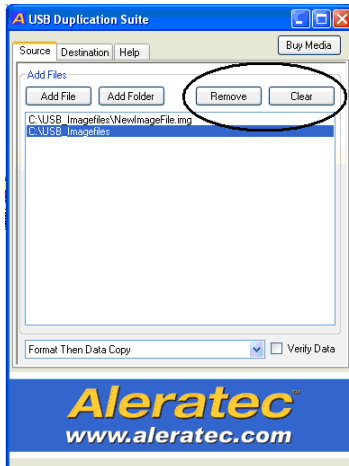 A USB Duplication Suite
Source Destination Help Buy Media
Add Files
Add File Add Folder Remove Clear
C:\USB_Imagefiles\NewImageFile.img
C:\USB_Imagefiles
Format Then Data Copy Verify Data
Aleratec™
www.aleratec.com